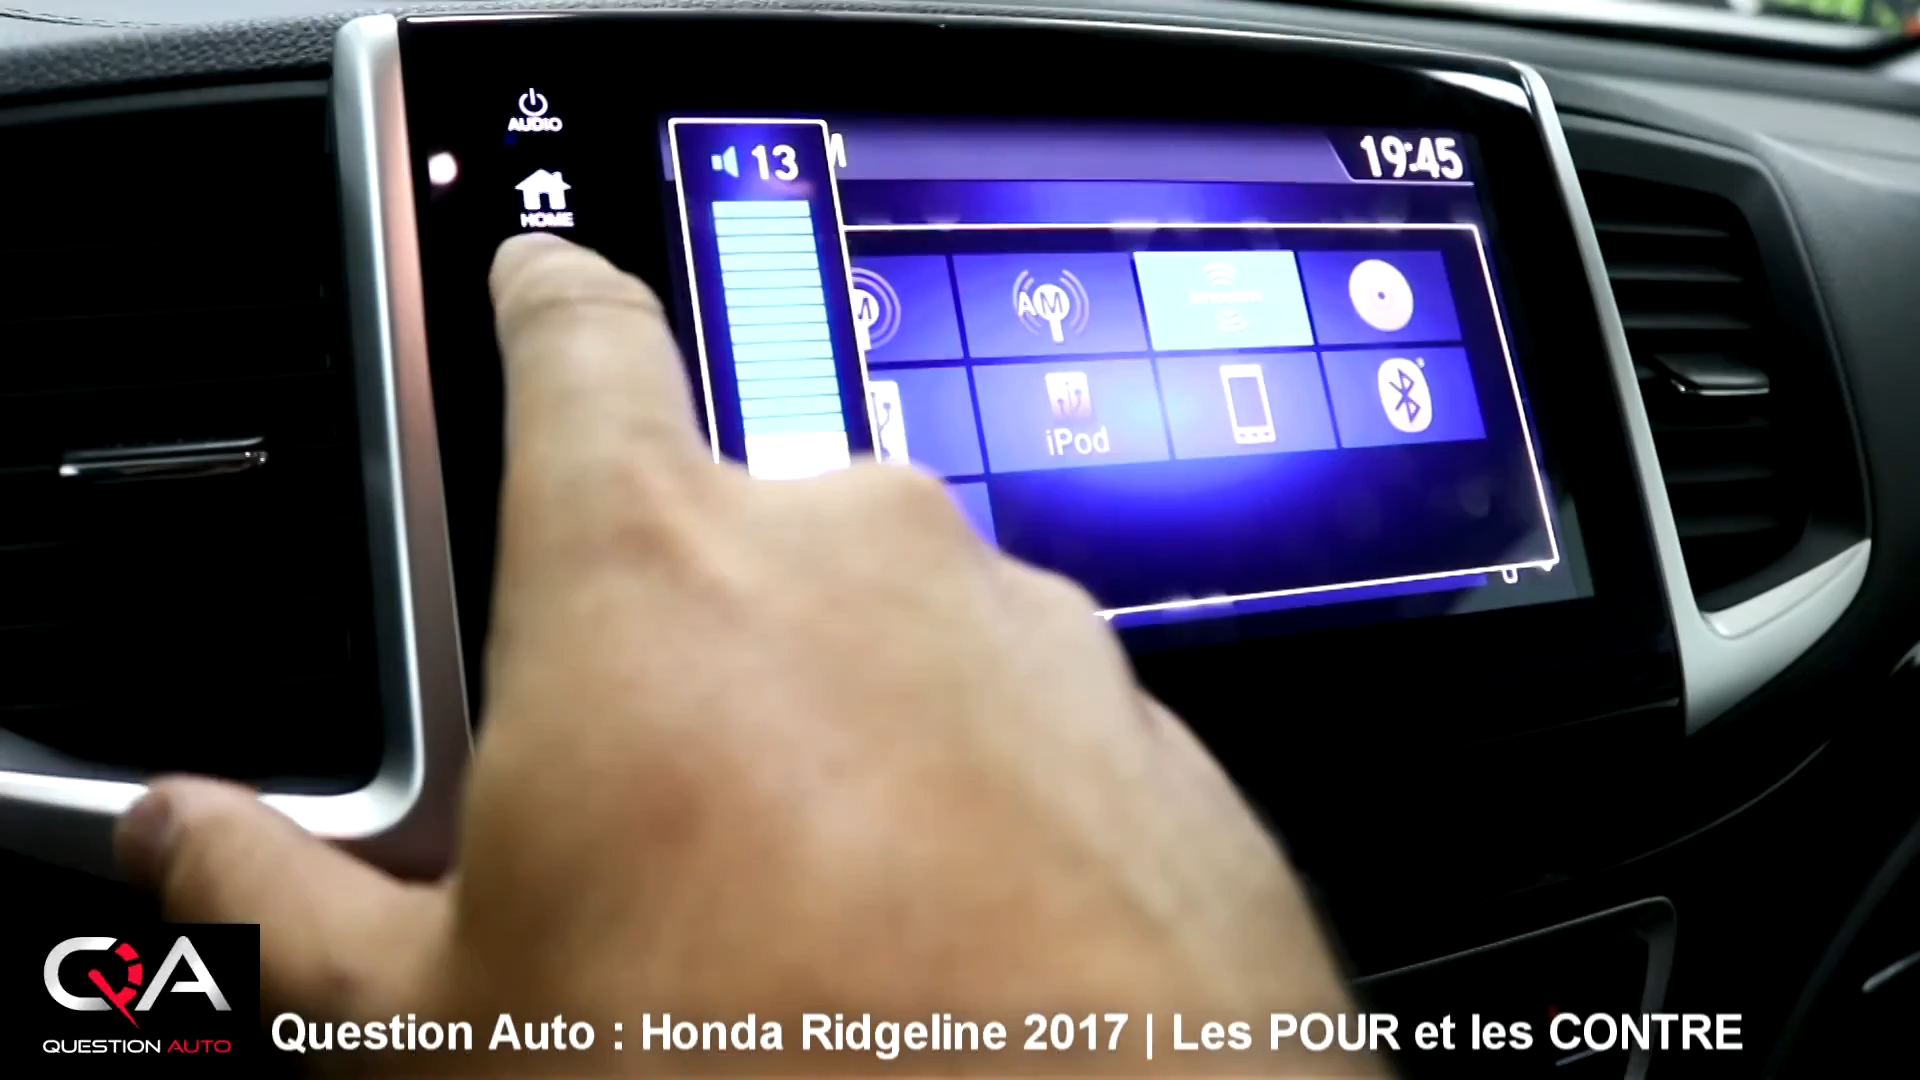 AUDIO
HOME
13
M
19:45
M
AM
iPod
QA
QUESTION AUTO
Question Auto : Honda Ridgeline 2017 | Les POUR et les CONTRE